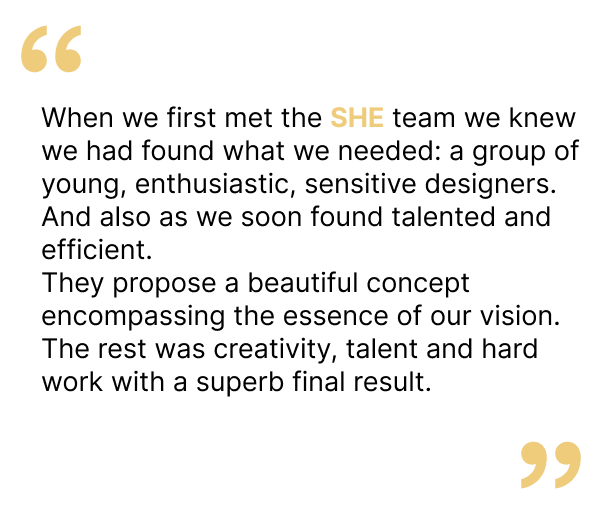 “
When we first met the SHE team we knew
we had found what we needed: a group of
young, enthusiastic, sensitive designers.
And also as we soon found talented and
efficient.
They propose a beautiful concept
encompassing the essence of our vision.
The rest was creativity, talent and hard
work with a superb final result.
”